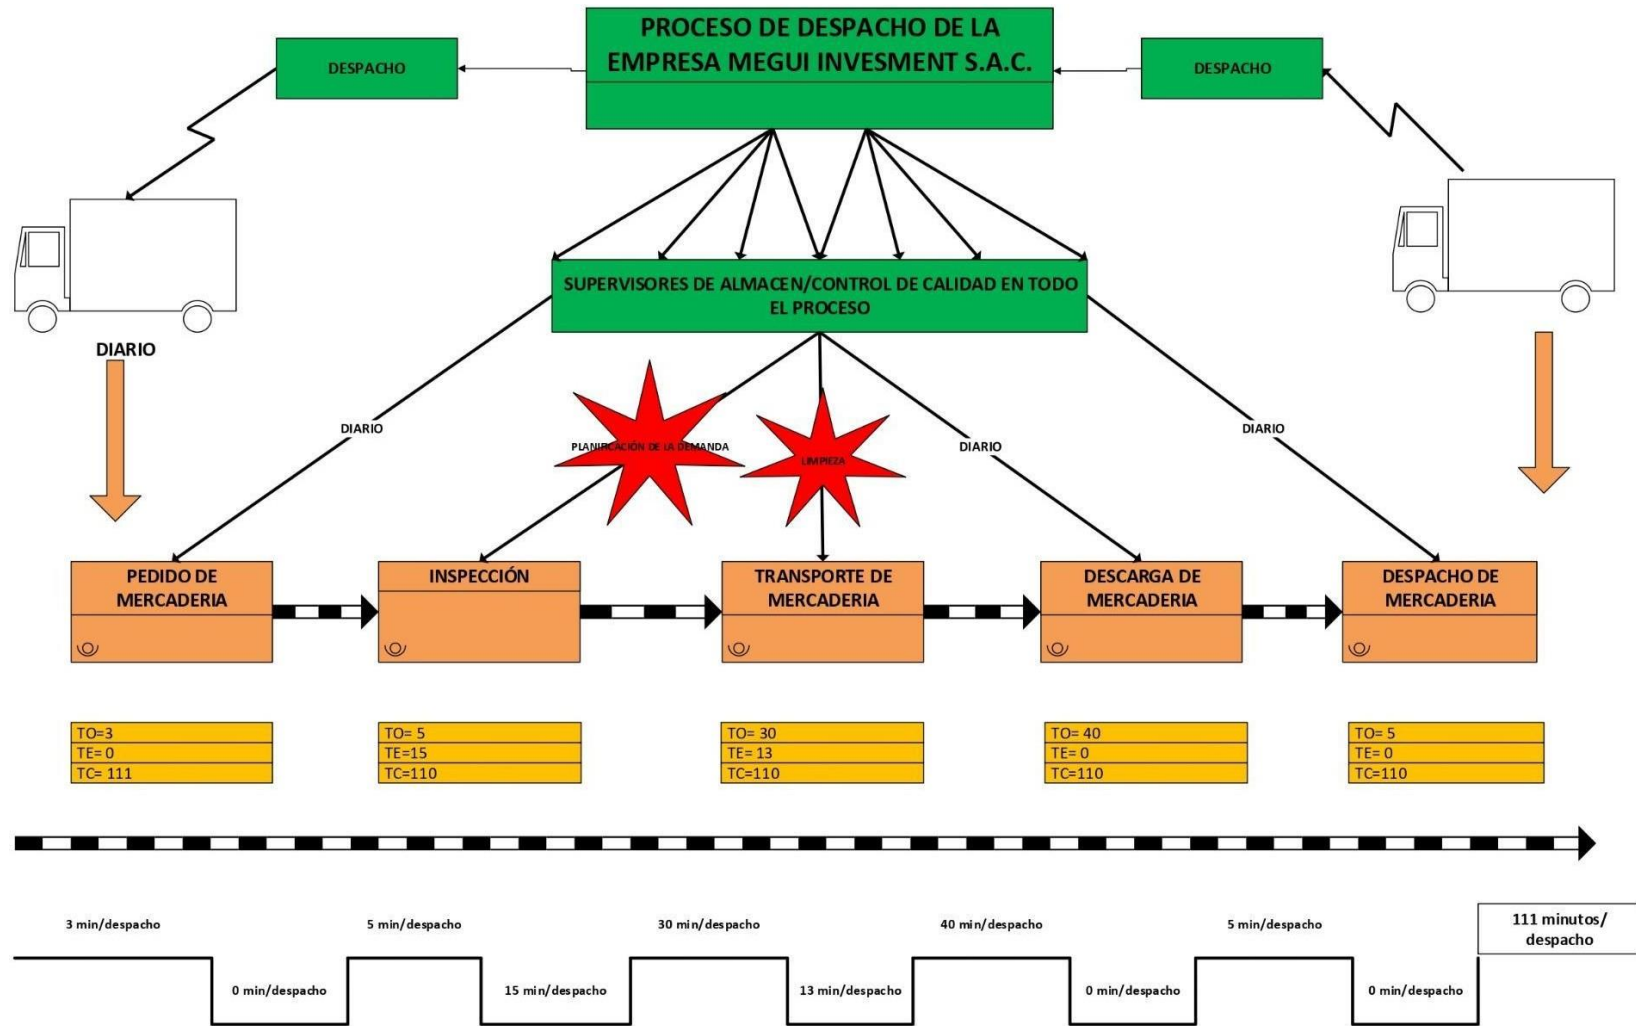 PROCESO DE DESPACHO DE LA
EMPRESA MEGUI INVESMENT S.A.C.
DESPACHO
DESPACHO
SUPERVISORES DE ALMACEN/CONTROL DE CALIDAD EN TODO
EL PROCESO
DIARIO
DIARIO
PLANIFICACIÓN DE LA DEMANDA
LIMPIEZA
DIARIO
DIARIO
PEDIDO DE
MERCADERIA
INSPECCIÓN
TRANSPORTE DE
MERCADERIA
DESCARGA DE
MERCADERIA
DESPACHO DE
MERCADERIA
TO=3
TE= 0
TC= 111
TO= 5
TE=15
TC=110
TO= 30
TE= 13
TC=110
TO= 40
TE= 0
TC=110
TO= 5
TE= 0
TC=110
3 min/despacho
5 min/despacho
30 min/despacho
40 min/despacho
5 min/despacho
111 minutos/
despacho
0 min/despacho
15 min/despacho
13 min/despacho
0 min/despacho
0 min/despacho